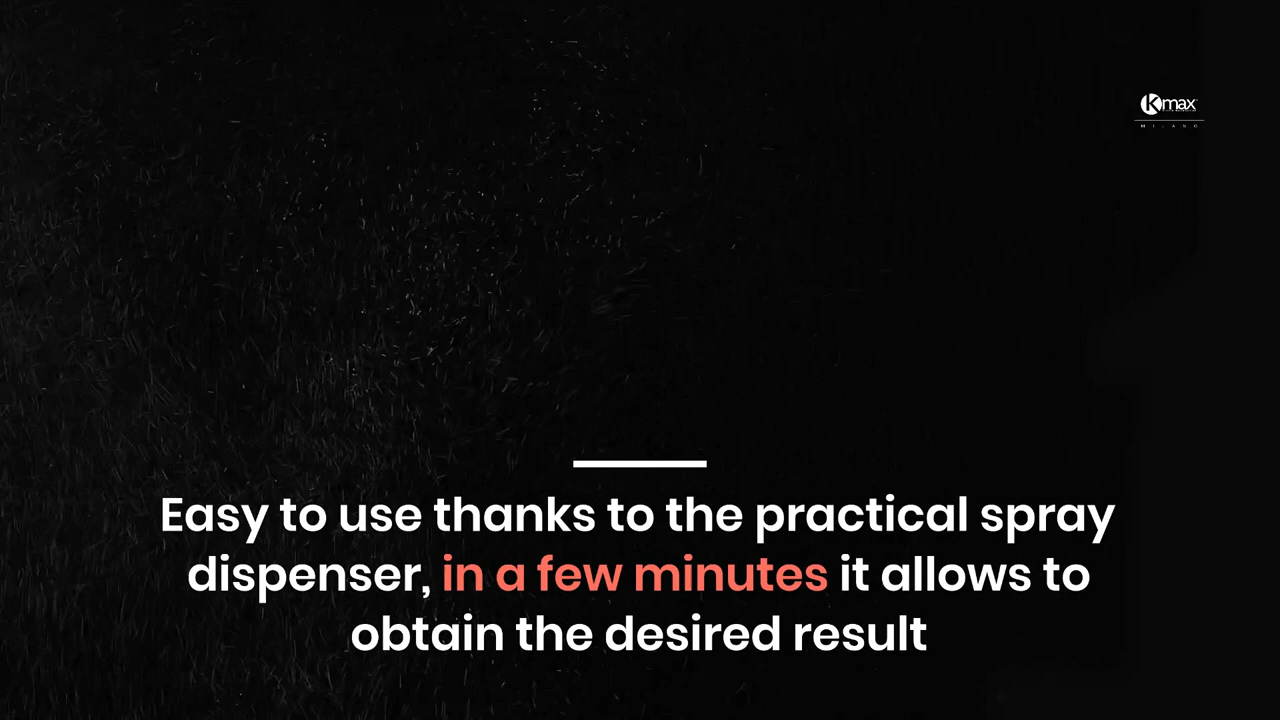 Kmax
MILANO
Easy to use thanks to the practical spray
dispenser, in a few minutes it allows to
obtain the desired result